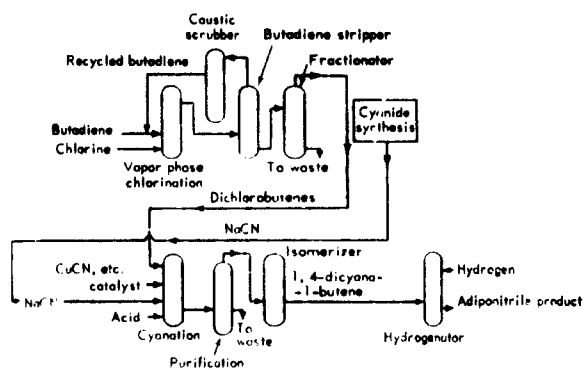 Caustic
scrubber
Butadiene stripper
Recycled butadiene
Fractionator
Cyanide
synthesis
Butadiene
Chlorine
Vapor phase
chlorination
To waste
Dichlorobutenes
NaCN
Isomerizer
CuCN, etc.
catalyst
1, 4-dicyano-
-1-butene
Hydrogen
NaCN
Adiponitrile product
Acid
Cyanation
To
waste
Hydrogenator
Purification